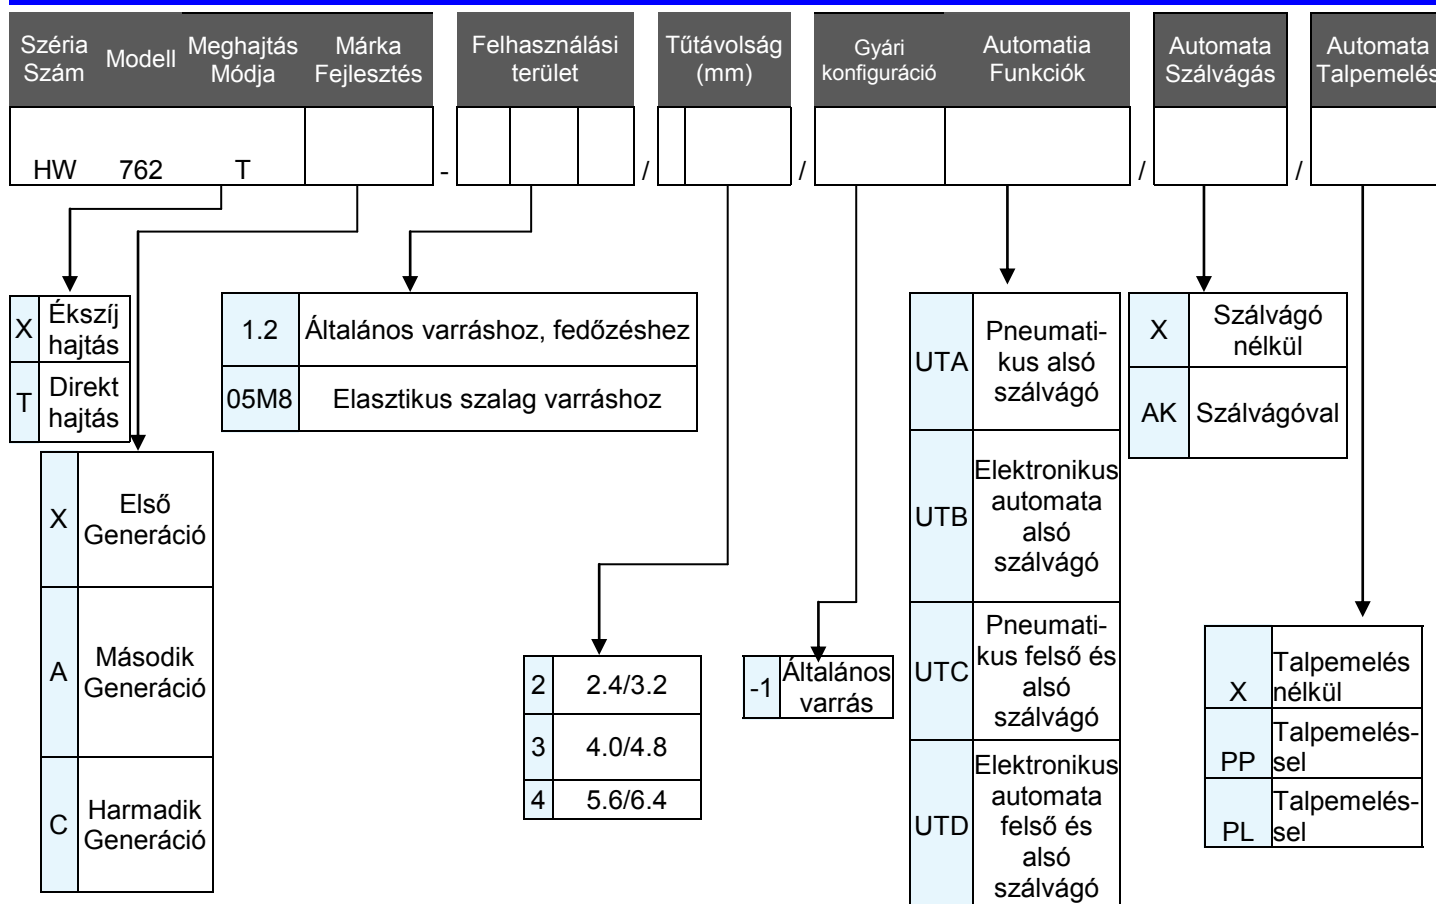 Széria Szám
Modell
Meghajtás Módja
Márka Fejlesztés
Felhasználási terület
Tűtávolság (mm)
Gyári konfiguráció
Automatia Funkciók
Automata Szálvágás
Automata Talpemelés
HW 762 T - / / / /
X Ékszíj hajtás
T Direkt hajtás
X Első Generáció
A Második Generáció
C Harmadik Generáció
1.2 Általános varráshoz, fedőzéshez
05M8 Elasztikus szalag varráshoz
2 2.4/3.2
3 4.0/4.8
4 5.6/6.4
-1 Általános varrás
UTA Pneumati-
kus alsó
szálvágó
UTB Elektronikus
automata
alsó
szálvágó
UTC Pneumati-
kus felső és
alsó
szálvágó
UTD Elektronikus
automata
felső és
alsó
szálvágó
X Szálvágó nélkül
AK Szálvágóval
X Talpemelés nélkül
PP Talpemelés-
sel
PL Talpemelés-
sel